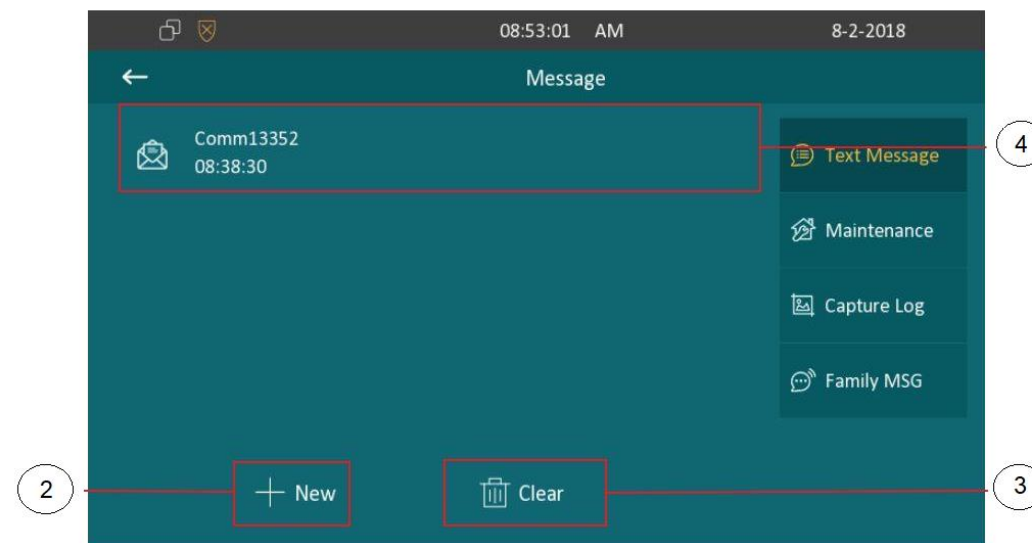 08:53:01 AM 8-2-2018
Message
Comm13352
08:38:30
4
Text Message
Maintenance
Capture Log
Family MSG
2
New
Clear
3